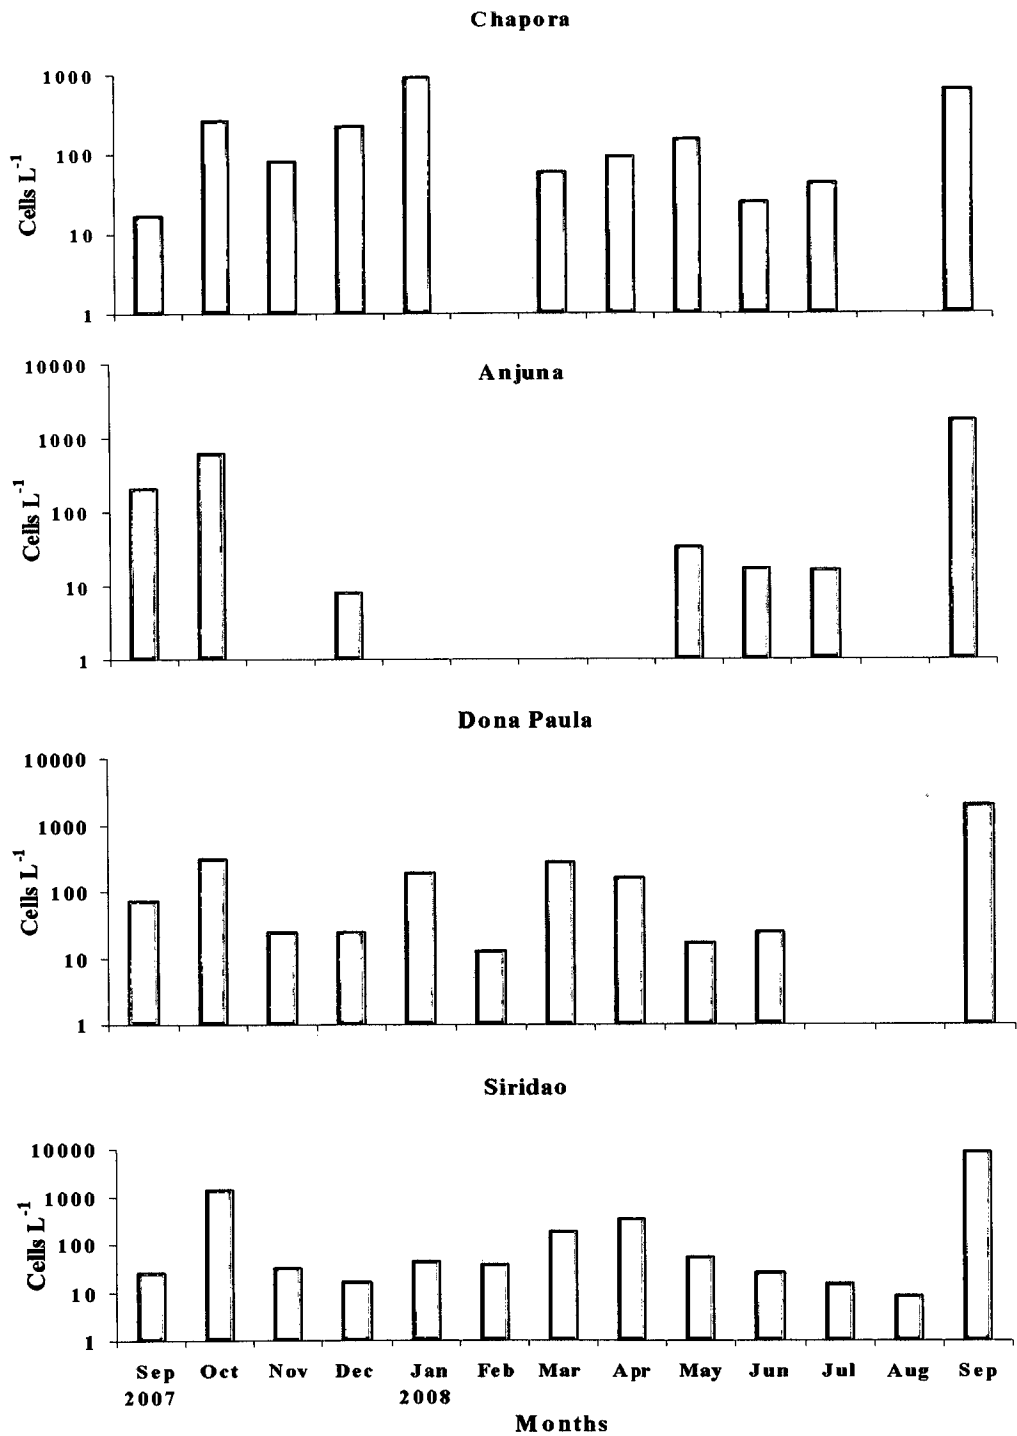 Chapora
1000
100
10
1
Cells L-1
Anjuna
10000
1000
100
10
1
Cells L-1
Dona Paula
10000
1000
100
10
1
Cells L-1
Siridao
10000
1000
100
10
1
Cells L-1
Sep Oct Nov Dec Jan Feb Mar Apr May Jun Jul Aug Sep
2007 2008
Months